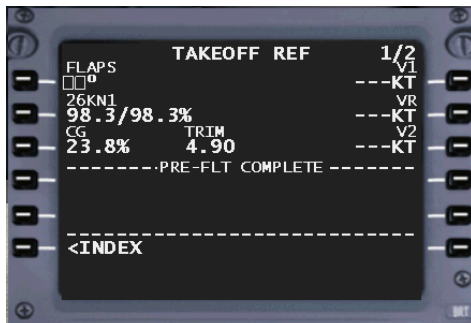 TAKEOFF REF 1/2
FLAPS V1
□□° ---KT
26KN1 VR
98.3/98.3% ---KT
CG TRIM V2
23.8% 4.90 ---KT
--------PRE-FLT COMPLETE -------
------------------------------
<INDEX